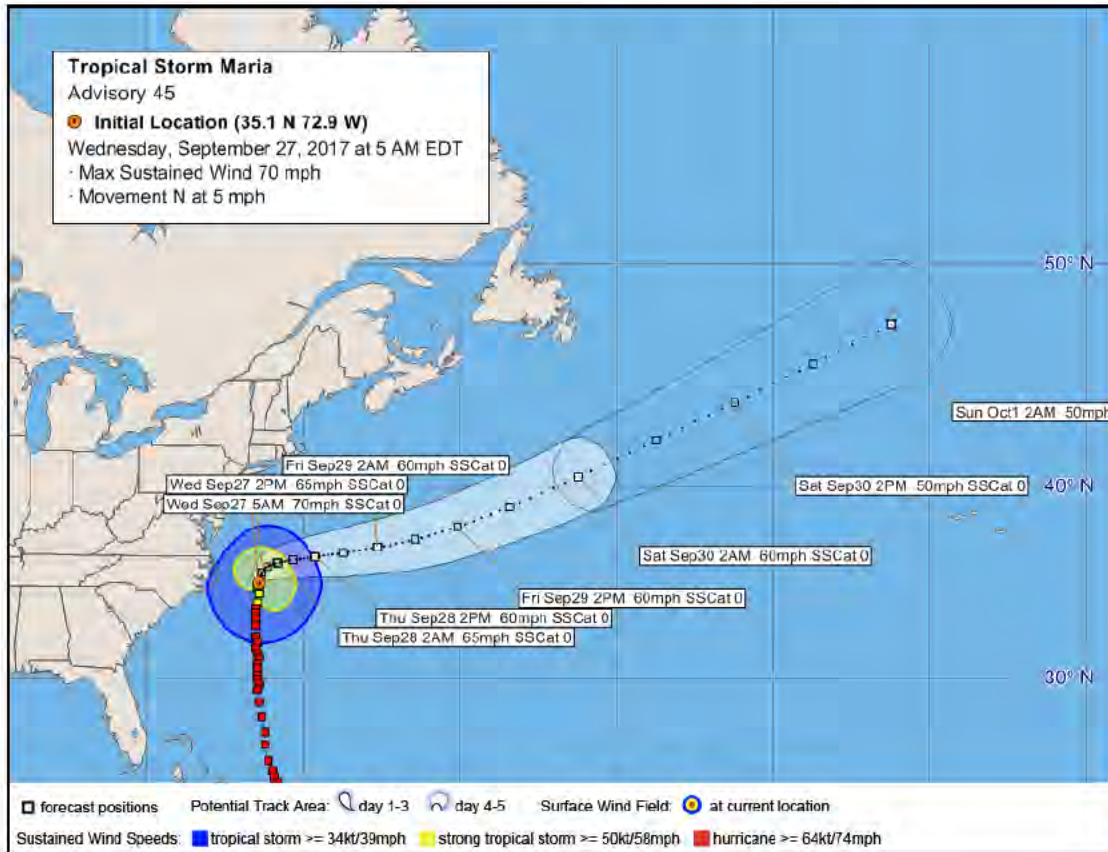 Tropical Storm Maria
Advisory 45
Initial Location (35.1 N 72.9 W)
Wednesday, September 27, 2017 at 5 AM EDT
· Max Sustained Wind 70 mph
· Movement N at 5 mph
50° N
Sun Oct1 2AM 50mph
Fri Sep29 2AM 60mph SSCat 0
Wed Sep27 2PM 65mph SSCat 0
Wed Sep27 5AM 70mph SSCat 0
40° N
Sat Sep30 2PM 50mph SSCat 0
Sat Sep30 2AM 60mph SSCat 0
Fri Sep29 2PM 60mph SSCat 0
Thu Sep28 2PM 60mph SSCat 0
Thu Sep28 2AM 65mph SSCat 0
30° N
forecast positions Potential Track Area: day 1-3 day 4-5 Surface Wind Field: at current location
Sustained Wind Speeds: tropical storm >= 34kt/39mph strong tropical storm >= 50kt/58mph hurricane >= 64kt/74mph